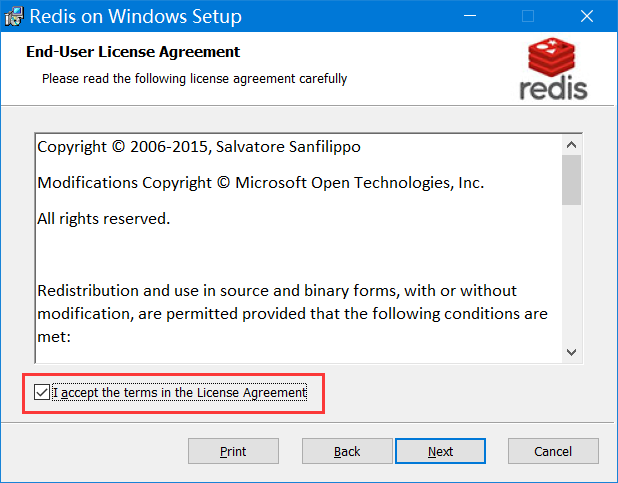 Redis on Windows Setup
End-User License Agreement
Please read the following license agreement carefully
redis
Copyright © 2006-2015, Salvatore Sanfilippo
Modifications Copyright © Microsoft Open Technologies, Inc.
All rights reserved.
Redistribution and use in source and binary forms, with or without
modification, are permitted provided that the following conditions are
met:
I accept the terms in the License Agreement
Print
Back
Next
Cancel